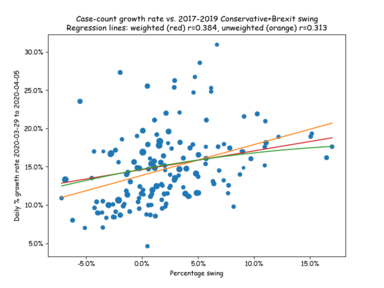 Case-count growth rate vs. 2017-2019 Conservative+Brexit swing
Regression lines: weighted (red) r=0.384, unweighted (orange) r=0.313
Daily % growth rate 2020-03-29 to 2020-04-05
30.0%
25.0%
20.0%
15.0%
10.0%
5.0%
-5.0%
0.0%
5.0%
10.0%
15.0%
Percentage swing